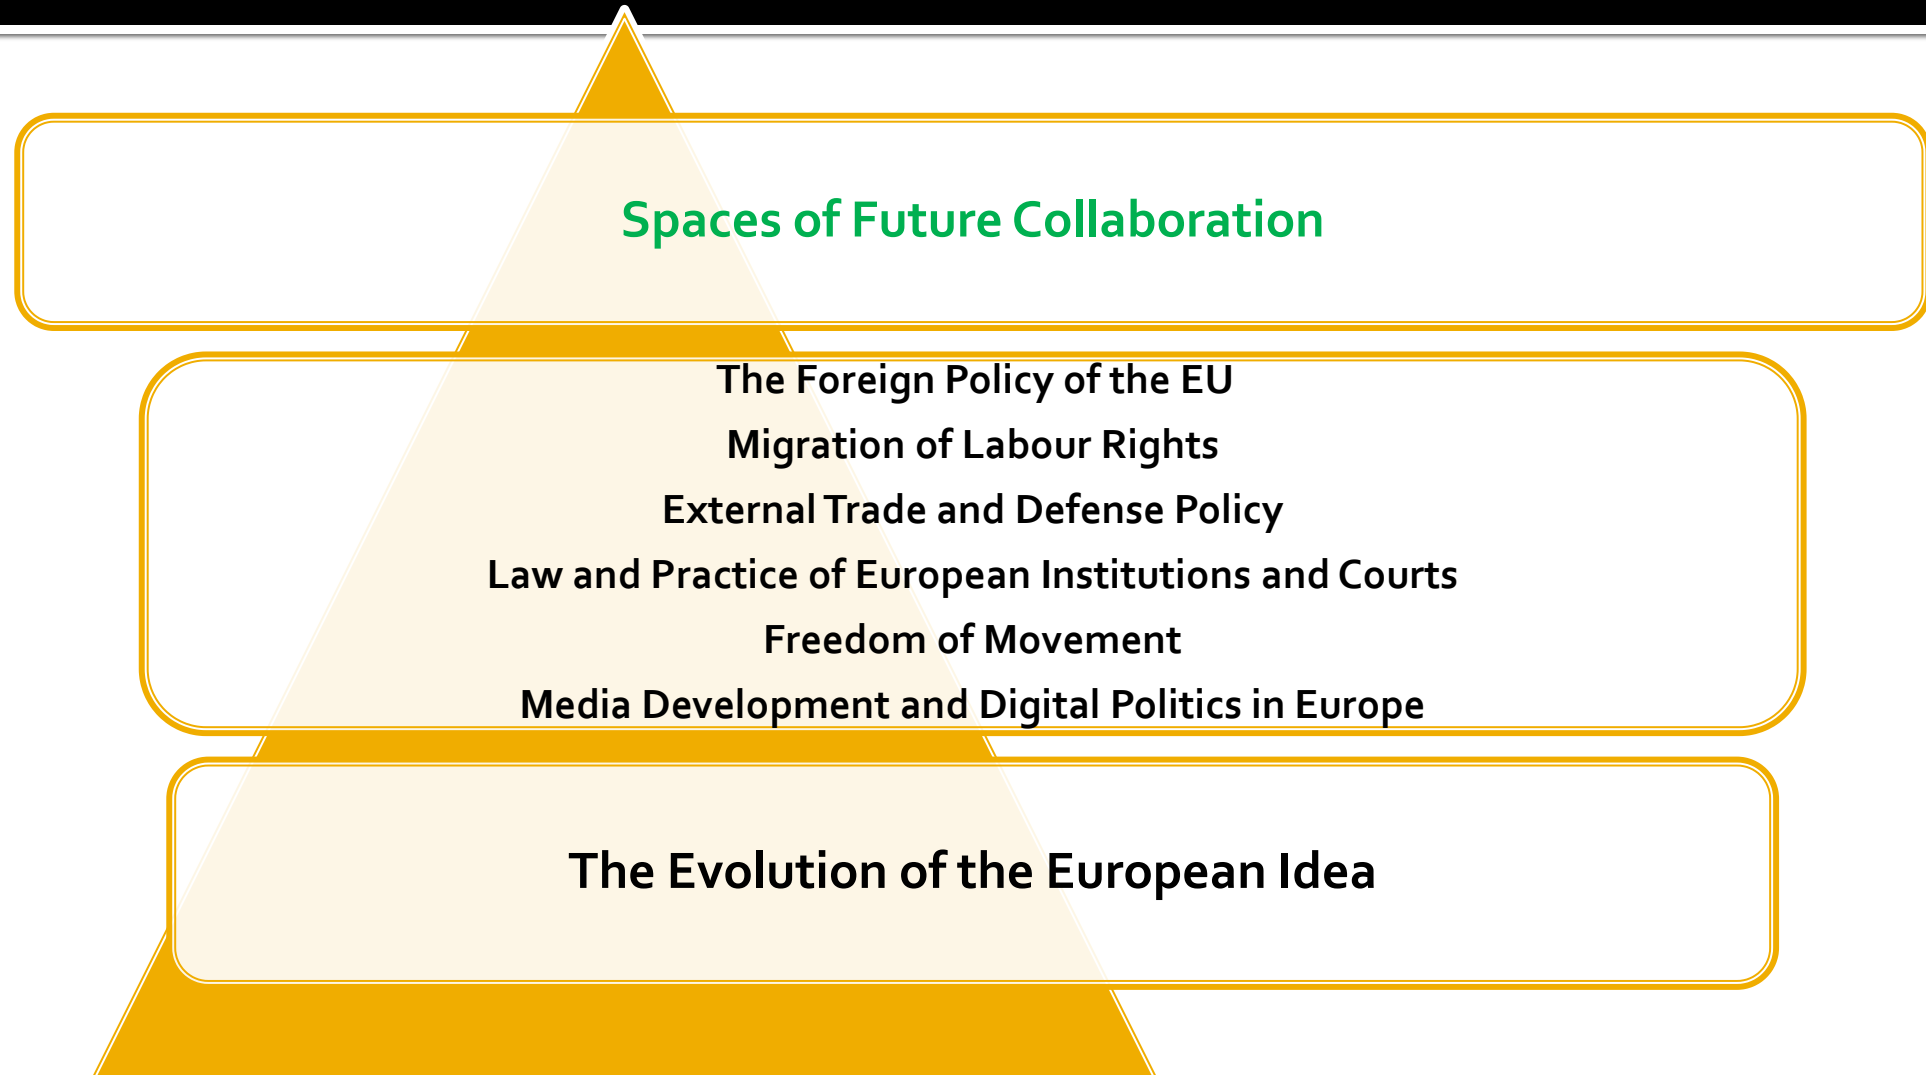 Spaces of Future Collaboration
The Foreign Policy of the EU
Migration of Labour Rights
External Trade and Defense Policy
Law and Practice of European Institutions and Courts
Freedom of Movement
Media Development and Digital Politics in Europe
The Evolution of the European Idea